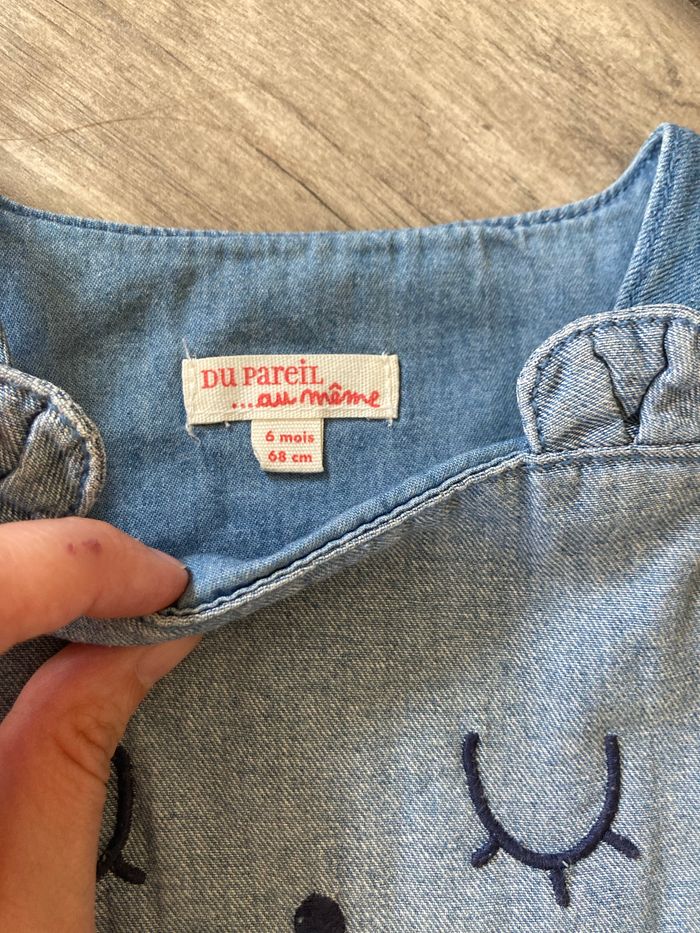 DU PaReiL
...au même
6 mois
68 cm